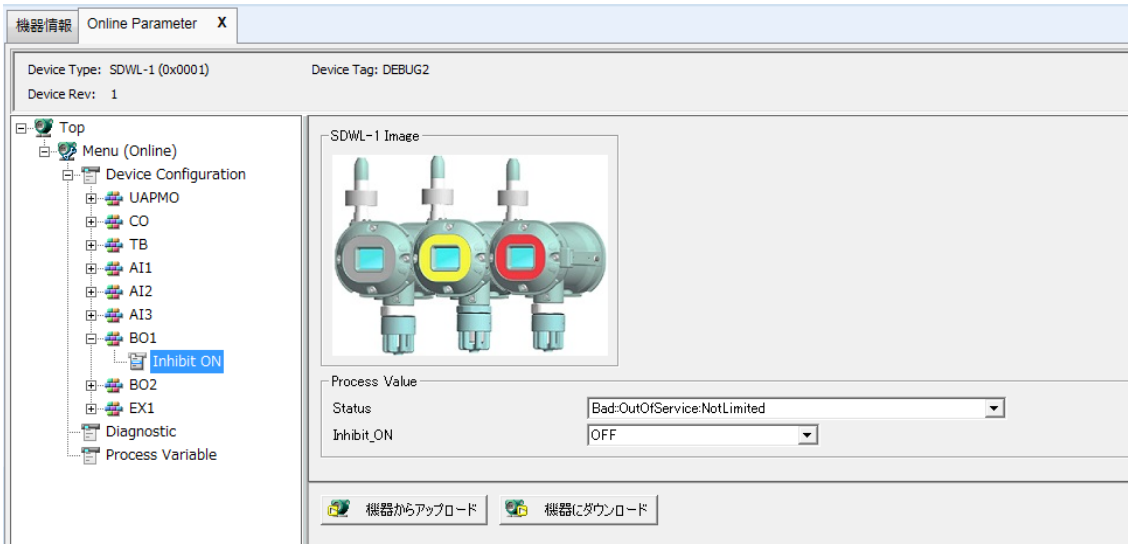 機器情報 Online Parameter X
Device Type: SDWL-1 (0x0001) Device Tag: DEBUG2
Device Rev: 1
Top
Menu (Online)
Device Configuration
UAPMO
CO
TB
AI1
AI2
AI3
BO1
Inhibit ON
BO2
EX1
Diagnostic
Process Variable
SDWL-1 Image
Process Value
Status Bad::OutOfService:NotLimited
Inhibit_ON OFF
機器からアップロード 機器にダウンロード